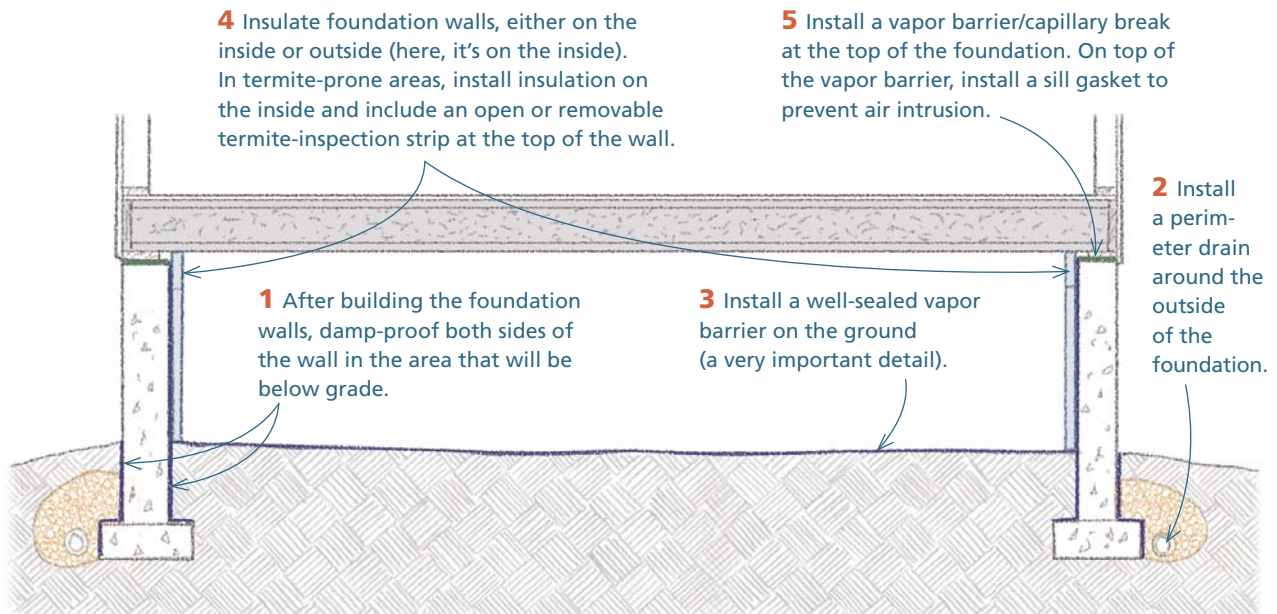 4 Insulate foundation walls, either on the
inside or outside (here, it's on the inside).
In termite-prone areas, install insulation on
the inside and include an open or removable
termite-inspection strip at the top of the wall.
5 Install a vapor barrier/capillary break
at the top of the foundation. On top of
the vapor barrier, install a sill gasket to
prevent air intrusion.
2 Install
a perim-
eter drain
around the
outside
of the
foundation.
1 After building the foundation
walls, damp-proof both sides of
the wall in the area that will be
below grade.
3 Install a well-sealed vapor
barrier on the ground
(a very important detail).